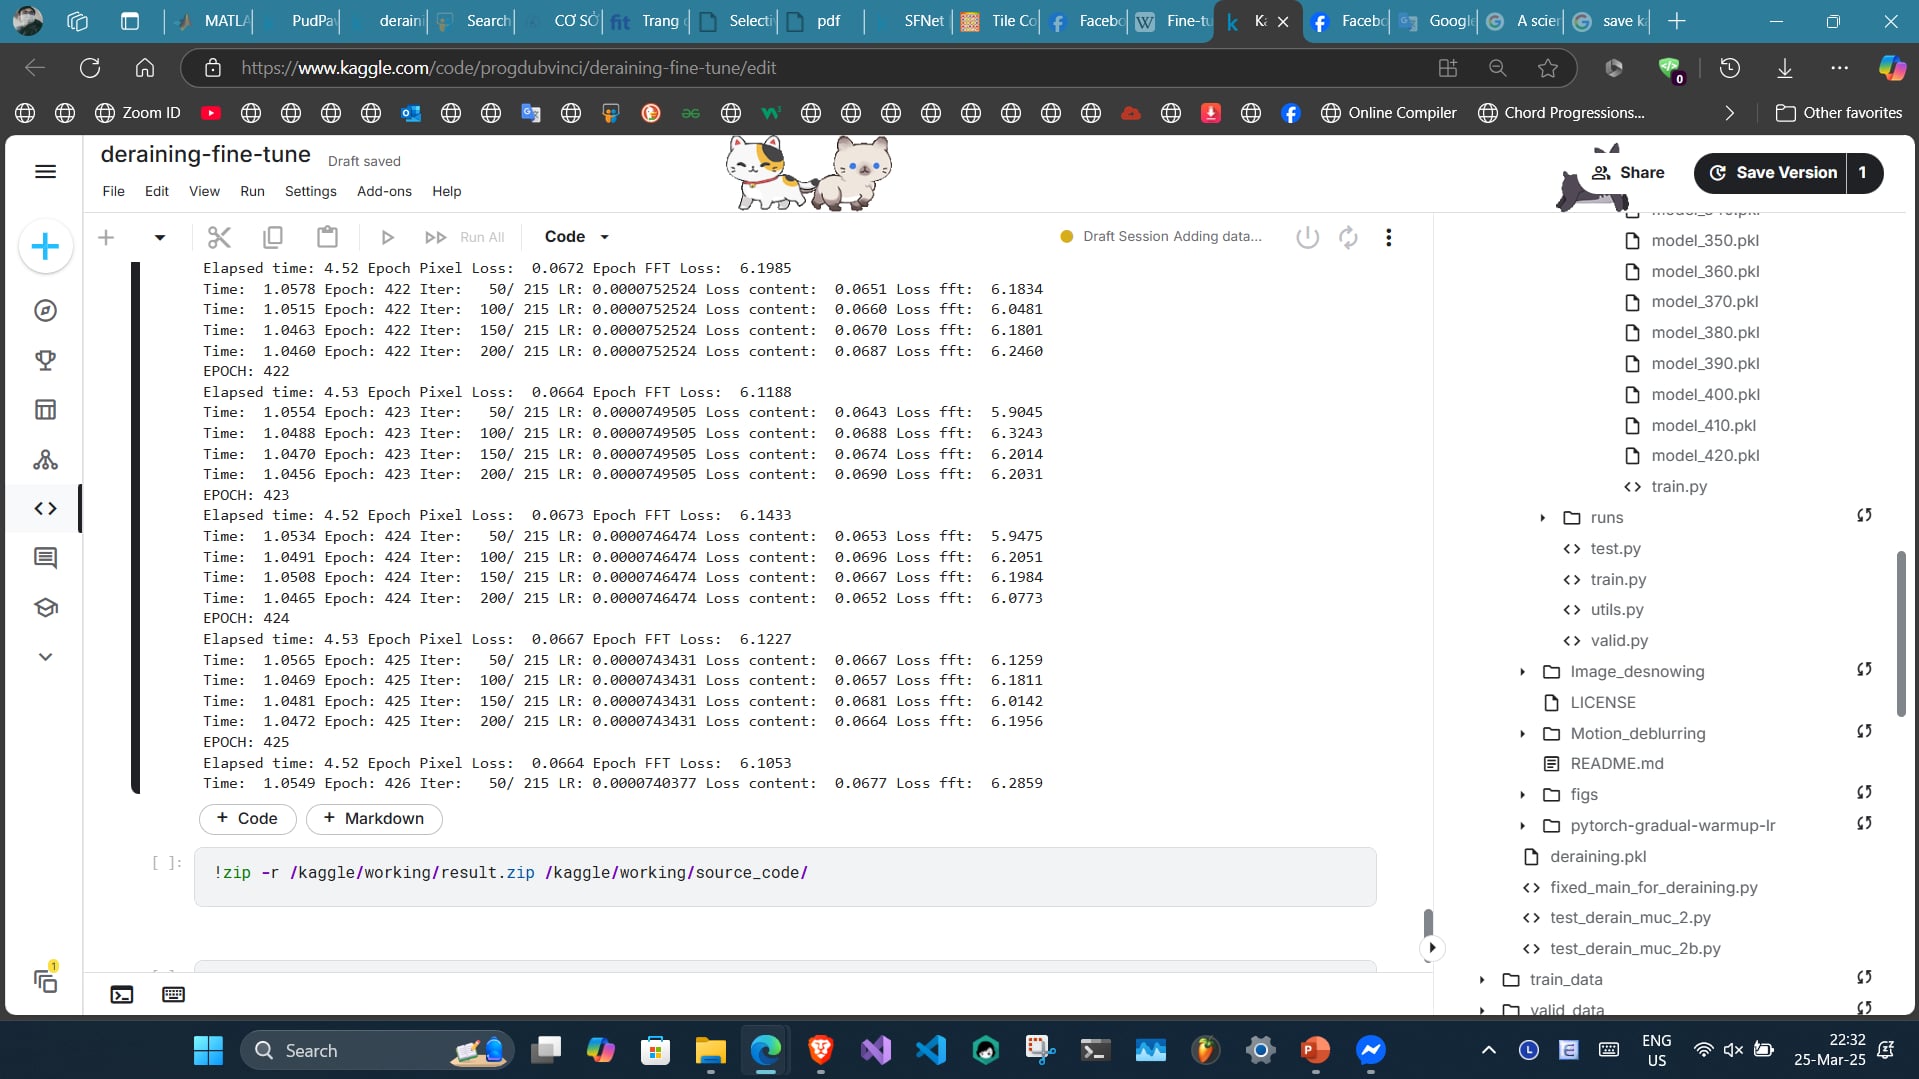 MATLA
PudPa
deraini
Search
CƠ SỞ
fit Trang c
Selecti
pdf
SFNet
Tile Co
Facebo
Fine-tu
Ka
Facebo
Google
A scien
save ka
https://www.kaggle.com/code/progdubvinci/deraining-fine-tune/edit
0
Zoom ID
Online Compiler
Chord Progressions...
Other favorites
deraining-fine-tune
Draft saved
File Edit View Run Settings Add-ons Help
Share
Save Version 1
Run All
Code
Draft Session Adding data...
Elapsed time: 4.52 Epoch Pixel Loss: 0.0672 Epoch FFT Loss: 6.1985
Time: 1.0578 Epoch: 422 Iter: 50/ 215 LR: 0.0000752524 Loss content: 0.0651 Loss fft: 6.1834
Time: 1.0515 Epoch: 422 Iter: 100/ 215 LR: 0.0000752524 Loss content: 0.0660 Loss fft: 6.0481
Time: 1.0463 Epoch: 422 Iter: 150/ 215 LR: 0.0000752524 Loss content: 0.0670 Loss fft: 6.1801
Time: 1.0460 Epoch: 422 Iter: 200/ 215 LR: 0.0000752524 Loss content: 0.0687 Loss fft: 6.2460
EPOCH: 422
Elapsed time: 4.53 Epoch Pixel Loss: 0.0664 Epoch FFT Loss: 6.1188
Time: 1.0554 Epoch: 423 Iter: 50/ 215 LR: 0.0000749505 Loss content: 0.0643 Loss fft: 5.9045
Time: 1.0488 Epoch: 423 Iter: 100/ 215 LR: 0.0000749505 Loss content: 0.0688 Loss fft: 6.3243
Time: 1.0470 Epoch: 423 Iter: 150/ 215 LR: 0.0000749505 Loss content: 0.0674 Loss fft: 6.2014
Time: 1.0456 Epoch: 423 Iter: 200/ 215 LR: 0.0000749505 Loss content: 0.0690 Loss fft: 6.2031
EPOCH: 423
Elapsed time: 4.52 Epoch Pixel Loss: 0.0673 Epoch FFT Loss: 6.1433
Time: 1.0534 Epoch: 424 Iter: 50/ 215 LR: 0.0000746474 Loss content: 0.0653 Loss fft: 5.9475
Time: 1.0491 Epoch: 424 Iter: 100/ 215 LR: 0.0000746474 Loss content: 0.0696 Loss fft: 6.2051
Time: 1.0508 Epoch: 424 Iter: 150/ 215 LR: 0.0000746474 Loss content: 0.0667 Loss fft: 6.1984
Time: 1.0465 Epoch: 424 Iter: 200/ 215 LR: 0.0000746474 Loss content: 0.0652 Loss fft: 6.0773
EPOCH: 424
Elapsed time: 4.53 Epoch Pixel Loss: 0.0667 Epoch FFT Loss: 6.1227
Time: 1.0565 Epoch: 425 Iter: 50/ 215 LR: 0.0000743431 Loss content: 0.0667 Loss fft: 6.1259
Time: 1.0469 Epoch: 425 Iter: 100/ 215 LR: 0.0000743431 Loss content: 0.0657 Loss fft: 6.1811
Time: 1.0481 Epoch: 425 Iter: 150/ 215 LR: 0.0000743431 Loss content: 0.0681 Loss fft: 6.0142
Time: 1.0472 Epoch: 425 Iter: 200/ 215 LR: 0.0000743431 Loss content: 0.0664 Loss fft: 6.1956
EPOCH: 425
Elapsed time: 4.52 Epoch Pixel Loss: 0.0664 Epoch FFT Loss: 6.1053
Time: 1.0549 Epoch: 426 Iter: 50/ 215 LR: 0.0000740377 Loss content: 0.0677 Loss fft: 6.2859
+ Code
+ Markdown
[ ]:
!zip -r /kaggle/working/result.zip /kaggle/working/source_code/
model_350.pkl
model_360.pkl
model_370.pkl
model_380.pkl
model_390.pkl
model_400.pkl
model_410.pkl
model_420.pkl
train.py
runs
test.py
train.py
utils.py
valid.py
Image_desnowing
LICENSE
Motion_deblurring
README.md
figs
pytorch-gradual-warmup-lr
deraining.pkl
fixed_main_for_deraining.py
test_derain_muc_2.py
test_derain_muc_2b.py
train_data
valid_data
1
Search
ENG
US
22:32
25-Mar-25